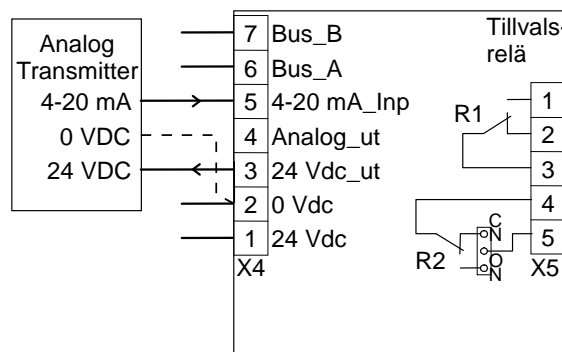 Analog
Transmitter
4-20 mA
0 VDC
24 VDC
7 Bus_B
6 Bus_A
5 4-20 mA_Inp
4 Analog_ut
3 24 Vdc_ut
2 0 Vdc
1 24 Vdc
X4
Tillvals-
relä
R1
1
2
3
4
5
R2
C
N
O
N
X5